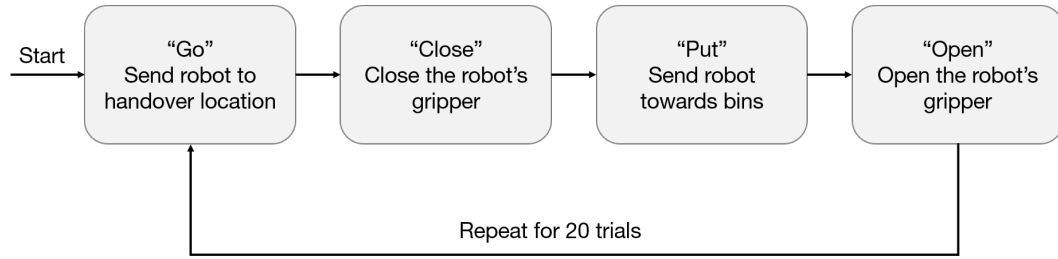 Start
“Go”
Send robot to
handover location
“Close”
Close the robot’s
gripper
“Put”
Send robot
towards bins
“Open”
Open the robot’s
gripper
Repeat for 20 trials